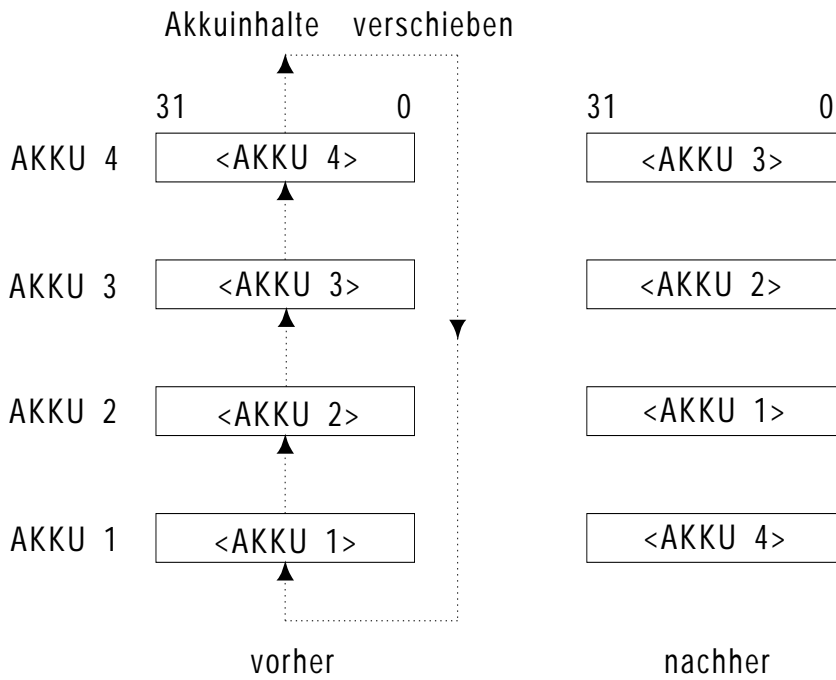 Akkuinhalte verschieben
31 0 31 0
AKKU 4 <AKKU 4> <AKKU 3>
AKKU 3 <AKKU 3> <AKKU 2>
AKKU 2 <AKKU 2> <AKKU 1>
AKKU 1 <AKKU 1> <AKKU 4>
vorher nachher